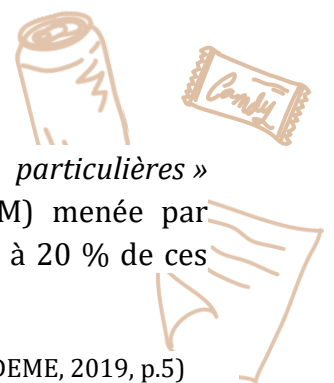 Candy
particulières »
M) menée par
à 20 % de ces
DEME, 2019, p.5)